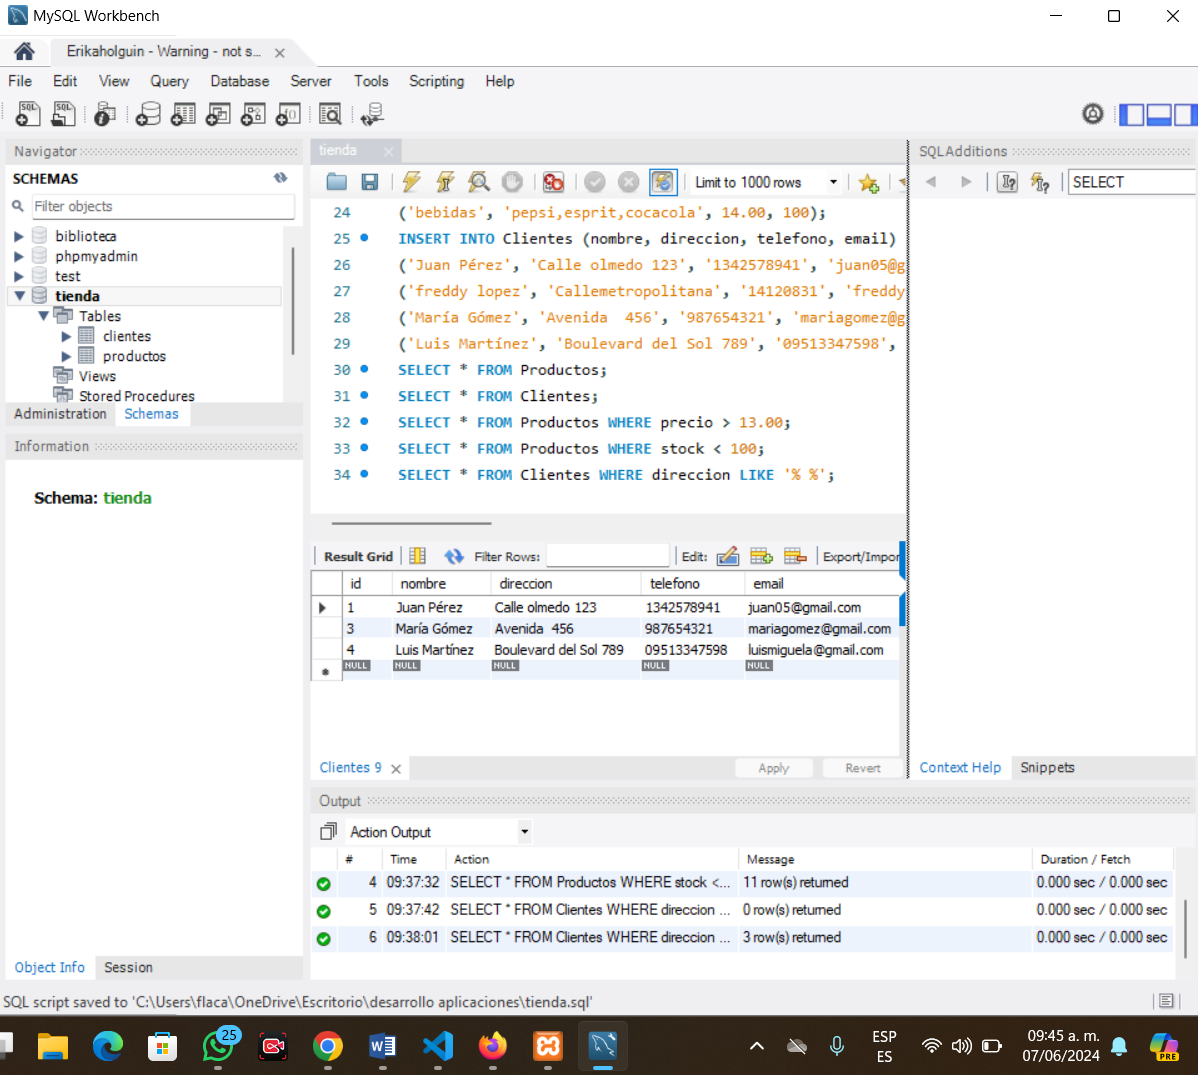 MySQL Workbench
Erikaholguin - Warning - not s...
File Edit View Query Database Server Tools Scripting Help
Navigator
SCHEMAS
Filter objects
biblioteca
phpmyadmin
test
tienda
Tables
clientes
productos
Views
Stored Procedures
Administration Schemas
Information
Schema: tienda
Object Info Session
tienda
Limit to 1000 rows
24 ('bebidas', 'pepsi,esprit,cocacola', 14.00, 100);
25 INSERT INTO Clientes (nombre, direccion, telefono, email)
26 ('Juan Pérez', 'Calle olmedo 123', '1342578941', 'juan05@g
27 ('freddy lopez', 'Callemetropolitana', '14120831', 'freddy
28 ('María Gómez', 'Avenida  456', '987654321', 'mariagomez@g
29 ('Luis Martínez', 'Boulevard del Sol 789', '09513347598',
30 SELECT * FROM Productos;
31 SELECT * FROM Clientes;
32 SELECT * FROM Productos WHERE precio > 13.00;
33 SELECT * FROM Productos WHERE stock < 100;
34 SELECT * FROM Clientes WHERE direccion LIKE '% %';
Result Grid Filter Rows: Edit: Export/Impor
id nombre direccion telefono email
1 Juan Pérez Calle olmedo 123 1342578941 juan05@gmail.com
3 María Gómez Avenida  456 987654321 mariagomez@gmail.com
4 Luis Martínez Boulevard del Sol 789 09513347598 luismiguela@gmail.com
NULL NULL NULL NULL NULL
Clientes 9 Apply Revert
SQLAdditions
SELECT
Context Help Snippets
Output
Action Output
# Time Action Message Duration / Fetch
4 09:37:32 SELECT * FROM Productos WHERE stock <... 11 row(s) returned 0.000 sec / 0.000 sec
5 09:37:42 SELECT * FROM Clientes WHERE direccion ... 0 row(s) returned 0.000 sec / 0.000 sec
6 09:38:01 SELECT * FROM Clientes WHERE direccion ... 3 row(s) returned 0.000 sec / 0.000 sec
SQL script saved to 'C:\Users\flaca\OneDrive\Escritorio\desarrollo aplicaciones\tienda.sql'
25
ESP
ES
09:45 a. m.
07/06/2024
PRE